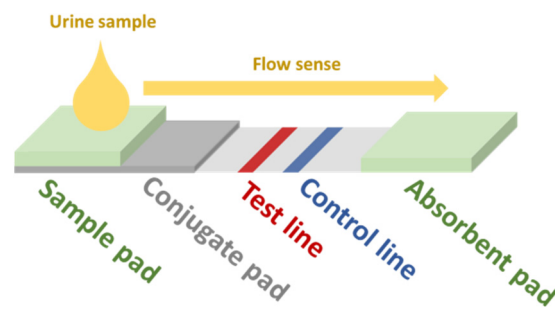 Urine sample
Flow sense
Sample pad
Conjugate pad
Test line
Control line
Absorbent pad